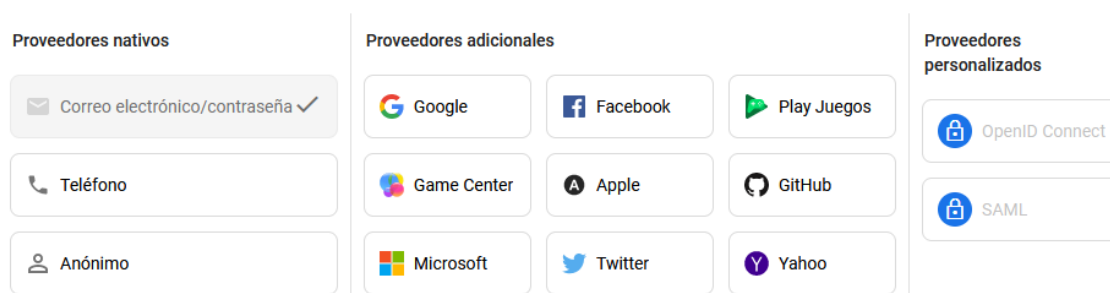 Proveedores nativos
Correo electrónico/contraseña
Teléfono
Anónimo
Proveedores adicionales
Google
Facebook
Play Juegos
Game Center
Apple
GitHub
Microsoft
Twitter
Yahoo
Proveedores
personalizados
OpenID Connect
SAML